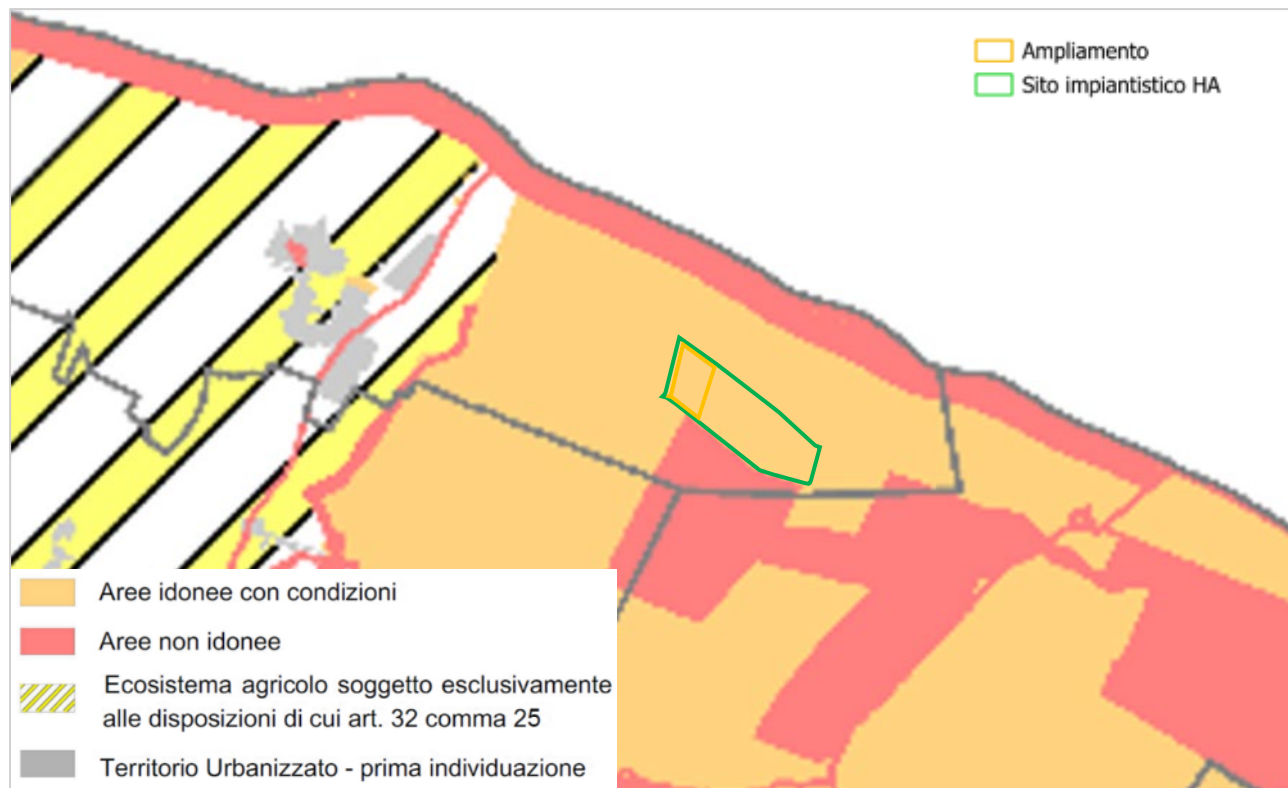 Ampliamento
Sito impiantistico HA
Aree idonee con condizioni
Aree non idonee
Ecosistema agricolo soggetto esclusivamente
alle disposizioni di cui art. 32 comma 25
Territorio Urbanizzato - prima individuazione